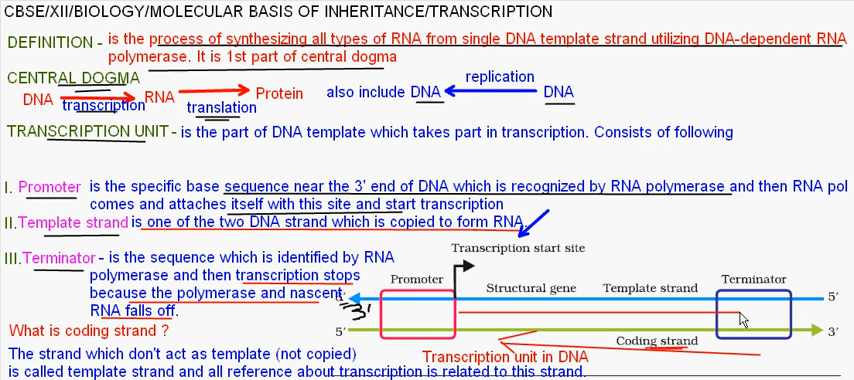 CBSE/XII/BIOLOGY/MOLECULAR BASIS OF INHERITANCE/TRANSCRIPTION
DEFINITION - is the process of synthesizing all types of RNA from single DNA template strand utilizing DNA-dependent RNA
polymerase. It is 1st part of central dogma
CENTRAL DOGMA
DNA transcription RNA translation Protein also include DNA replication DNA
TRANSCRIPTION UNIT - is the part of DNA template which takes part in transcription. Consists of following
I. Promoter is the specific base sequence near the 3' end of DNA which is recognized by RNA polymerase and then RNA pol
comes and attaches itself with this site and start transcription
II.Template strand is one of the two DNA strand which is copied to form RNA.
III.Terminator - is the sequence which is identified by RNA
polymerase and then transcription stops
because the polymerase and nascent
RNA falls off.
What is coding strand ?
The strand which don't act as template (not copied)
is called template strand and all reference about transcription is related to this strand.
Transcription start site
Promoter Structural gene Template strand Terminator
3' 5'
5' 3'
Coding strand
Transcription unit in DNA